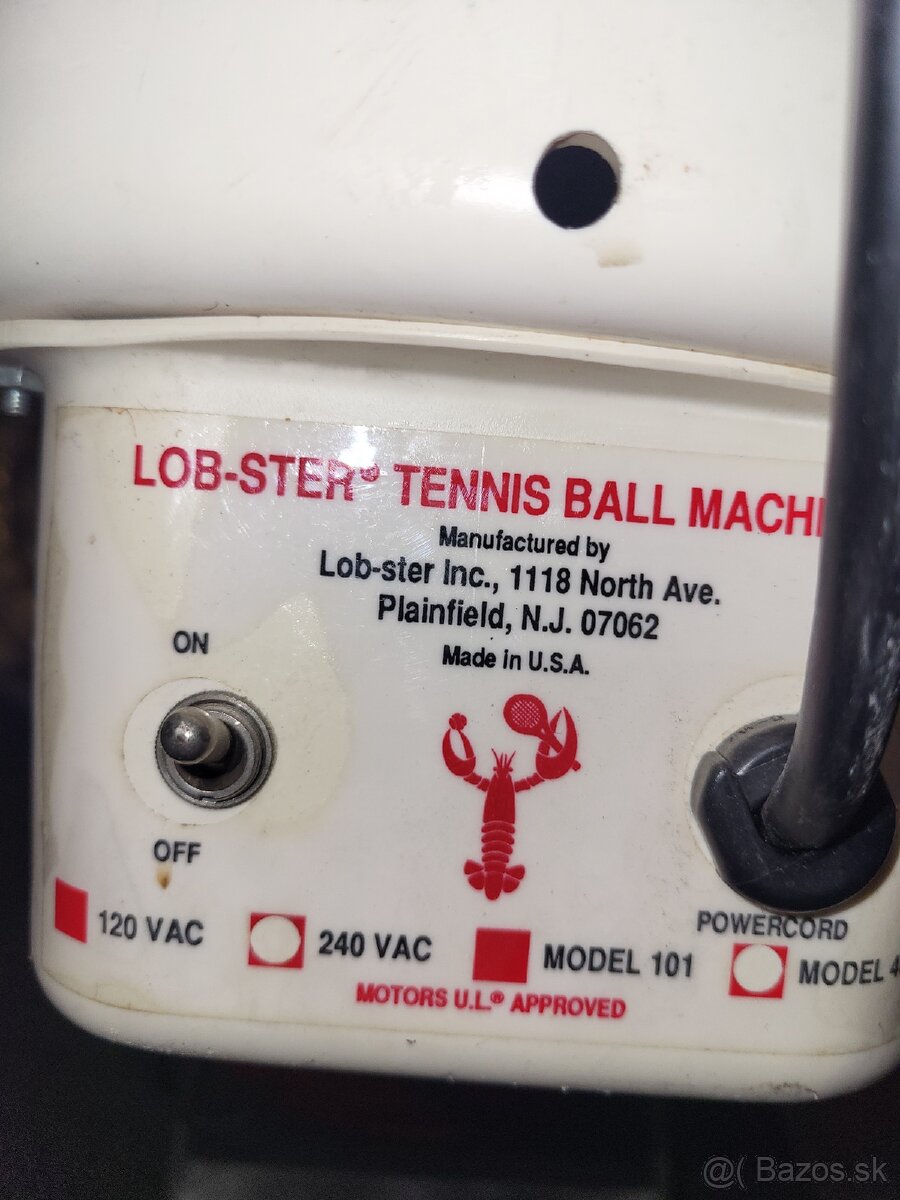 LOB-STER® TENNIS BALL MACHI
Manufactured by
Lob-ster Inc., 1118 North Ave.
Plainfield, N.J. 07062
Made in U.S.A.
ON
OFF
POWERCORD
120 VAC 240 VAC MODEL 101 MODEL 4
MOTORS U.L.® APPROVED
@( Bazos.sk